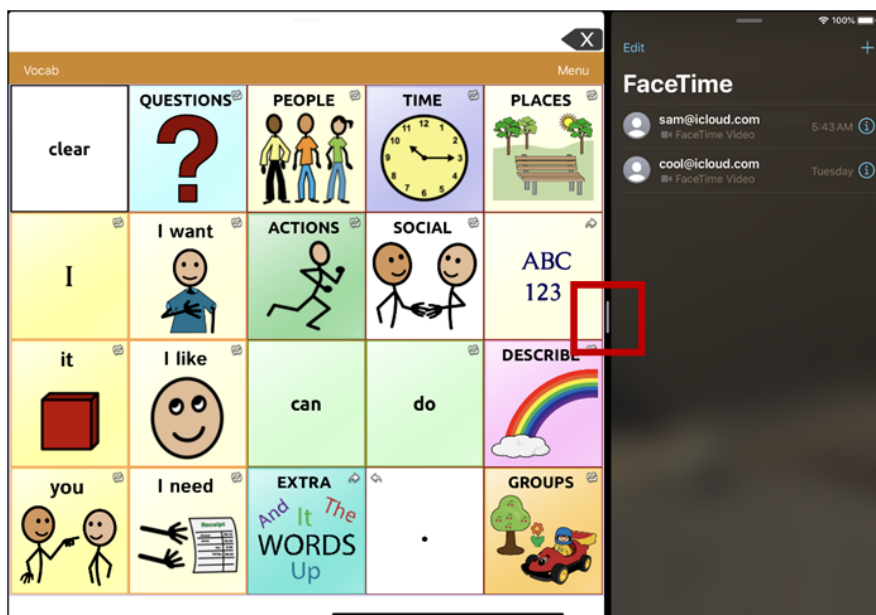 100%
X
Vocab
Menu
clear
QUESTIONS
PEOPLE
TIME
PLACES
I
I want
ACTIONS
SOCIAL
ABC
123
it
I like
can
do
DESCRIBE
you
I need
Receipt
EXTRA
And It The
WORDS
Up
.
GROUPS
Edit
+
FaceTime
sam@icloud.com
FaceTime Video
5:43 AM
cool@icloud.com
FaceTime Video
Tuesday